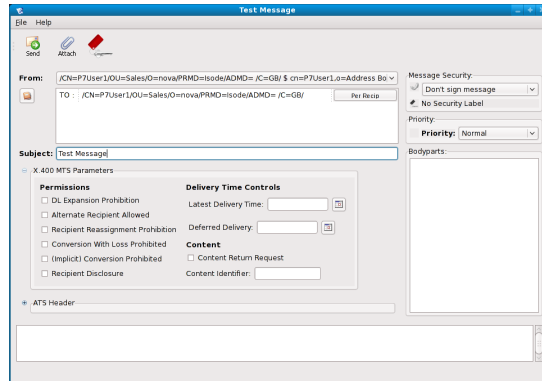 Test Message
File Help
Send Attach
From: /CN=P7User1/OU=Sales/O=nova/PRMD=Isode/ADMD= /C=GB/ $ cn=P7User1,o=Address Bo
TO : /CN=P7User1/OU=Sales/O=nova/PRMD=Isode/ADMD= /C=GB/ Per Recip
Message Security:
Don't sign message
No Security Label
Priority:
Priority: Normal
Subject: Test Message
Bodyparts:
X.400 MTS Parameters
Permissions
DL Expansion Prohibition
Alternate Recipient Allowed
Recipient Reassignment Prohibition
Conversion With Loss Prohibited
(Implicit) Conversion Prohibited
Recipient Disclosure
Delivery Time Controls
Latest Delivery Time:
Deferred Delivery:
Content
Content Return Request
Content Identifier:
ATS Header